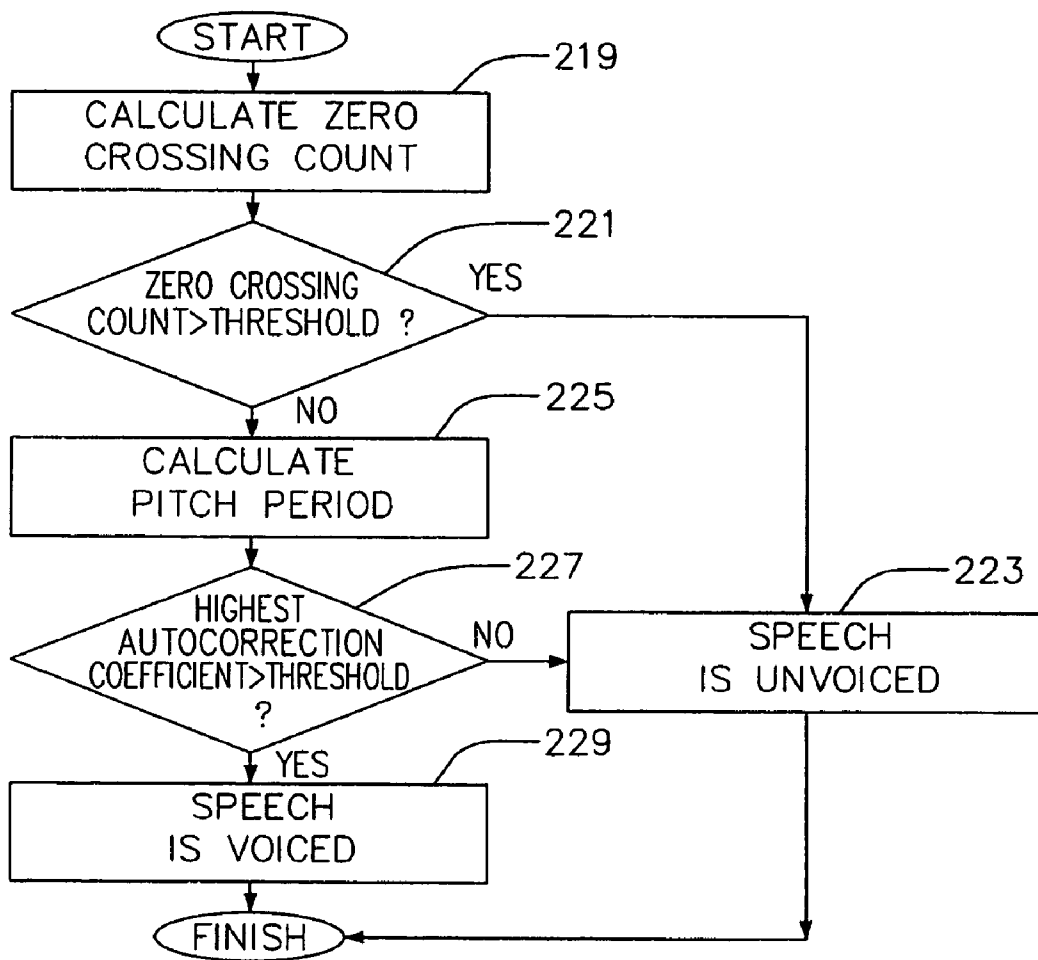 START
219
CALCULATE ZERO
CROSSING COUNT
221
ZERO CROSSING
COUNT>THRESHOLD ?
YES
NO
225
CALCULATE
PITCH PERIOD
227
HIGHEST
AUTOCORRECTION
COEFFICIENT>THRESHOLD
?
NO
223
SPEECH
IS UNVOICED
YES
229
SPEECH
IS VOICED
FINISH